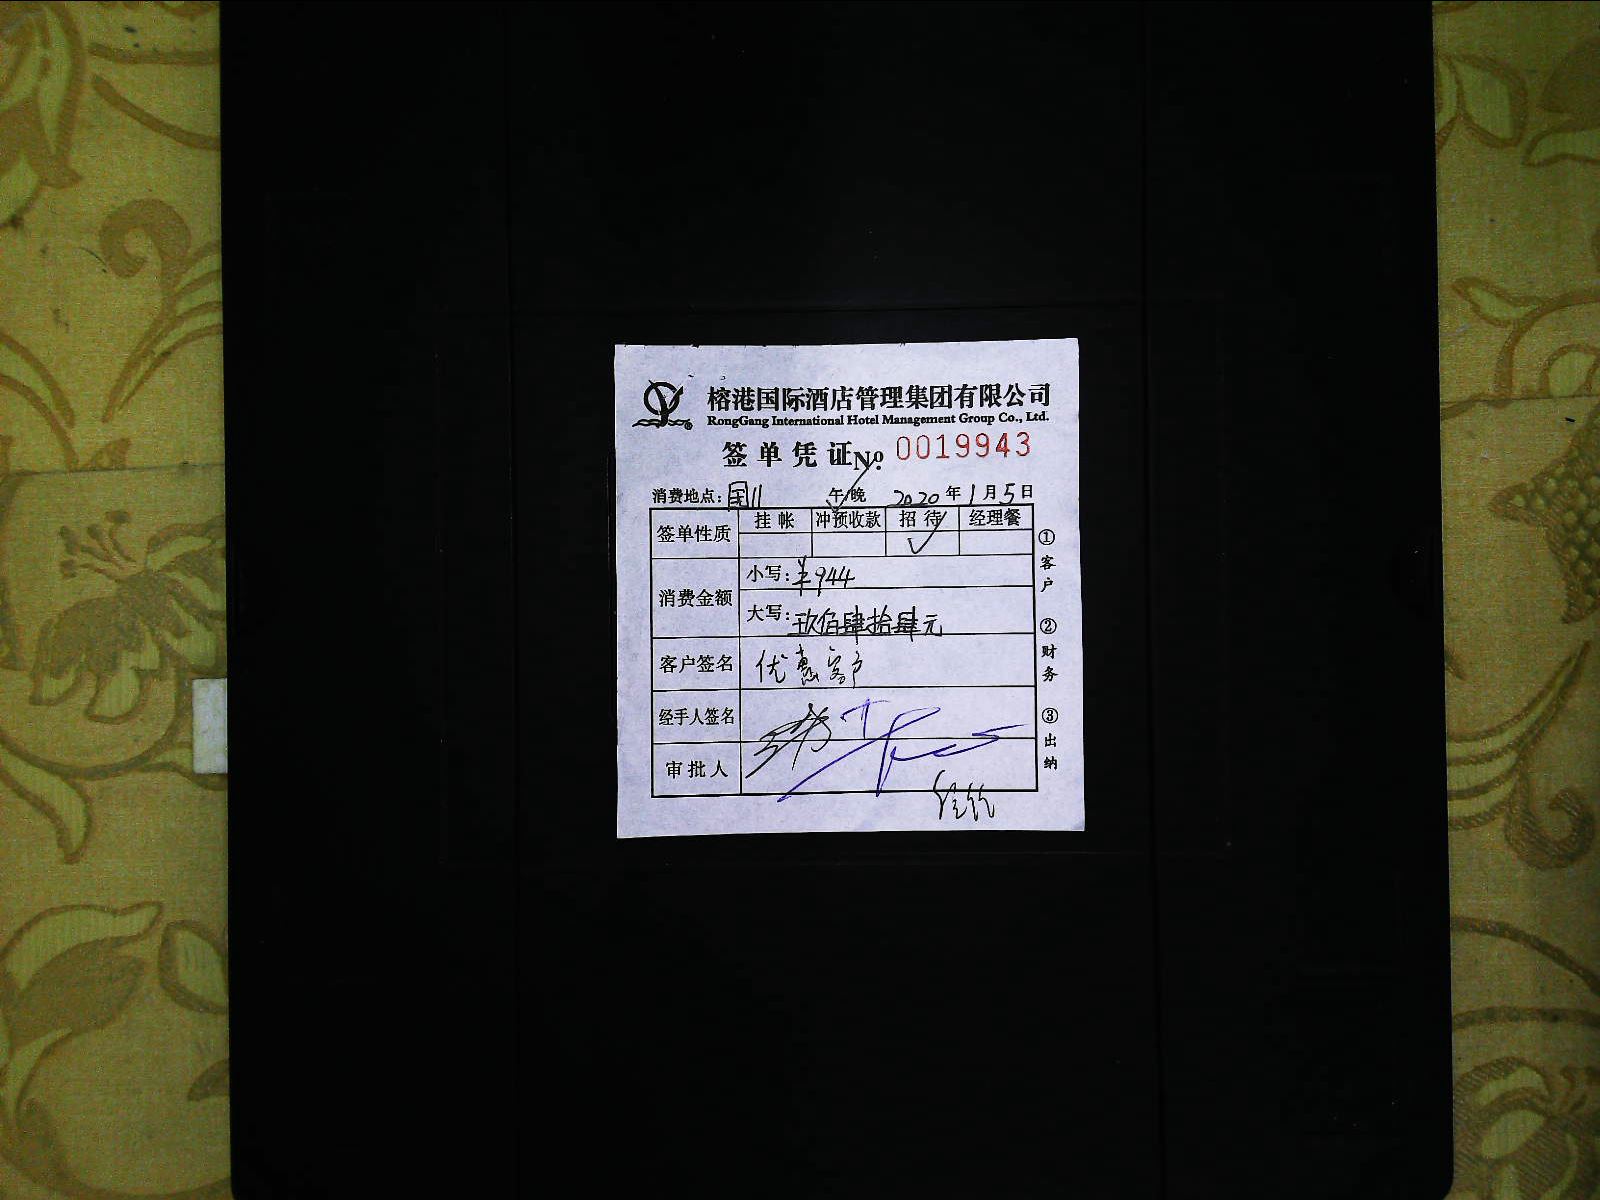 榕港国际酒店管理集团有限公司
RongGang International Hotel Management Group Co., Ltd.
签单凭证 No. 0019943
消费地点:国11 午/晚 2020年1月5日
签单性质 挂帐 冲预收款 招待 经理餐
✓
消费金额 小写:¥944
大写:玖佰肆拾肆元
客户签名 优惠客户
经手人签名
审批人
①客户 ②财务 ③出纳